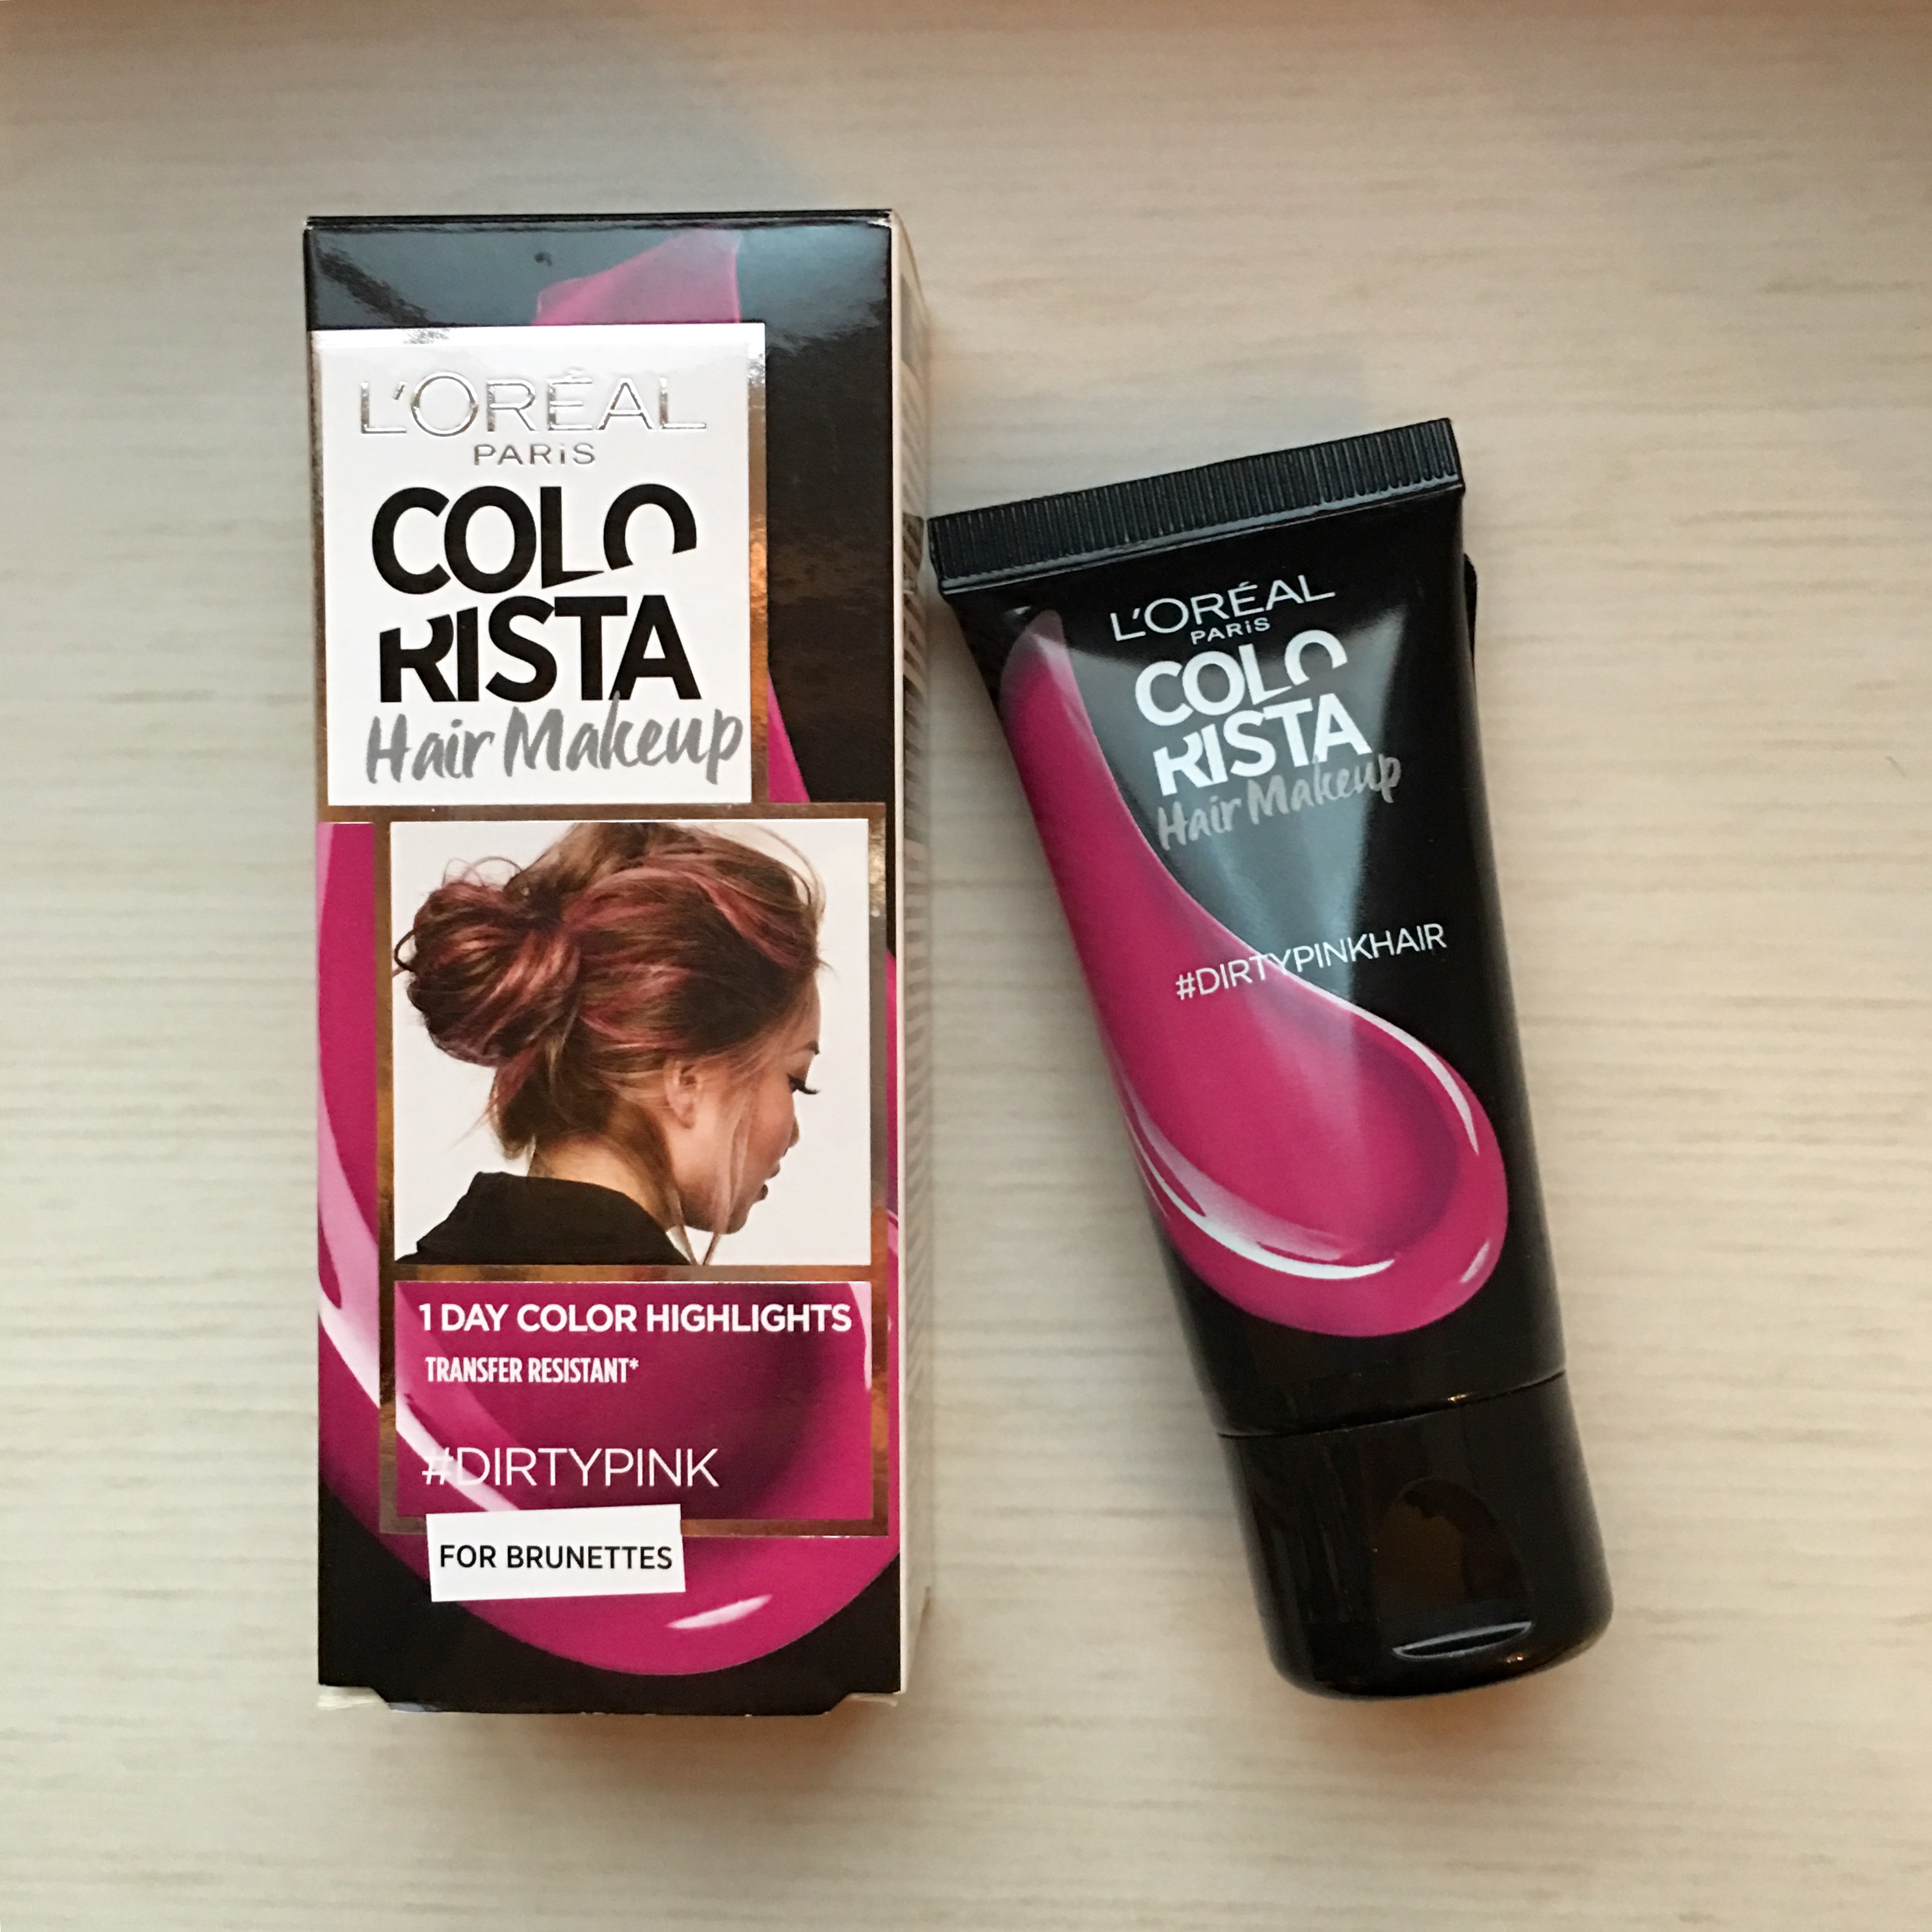 L'ORÉAL
PARiS
COLO
RISTA
Hair Makeup
1 DAY COLOR HIGHLIGHTS
TRANSFER RESISTANT*
#DIRTYPINK
FOR BRUNETTES
L'ORÉAL
PARiS
COLO
RISTA
Hair Makeup
#DIRTYPINKHAIR